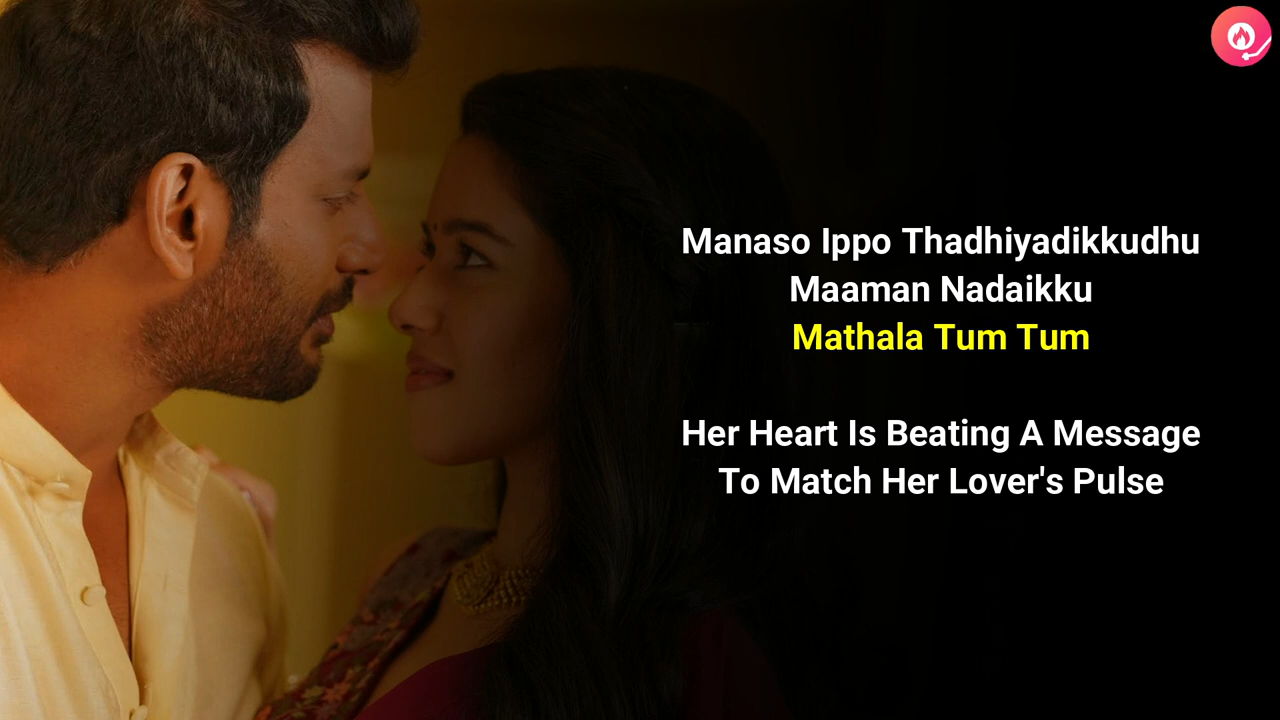 Manaso Ippo Thadhiyadikkudhu
Maaman Nadaikku
Mathala Tum Tum
Her Heart Is Beating A Message
To Match Her Lover's Pulse